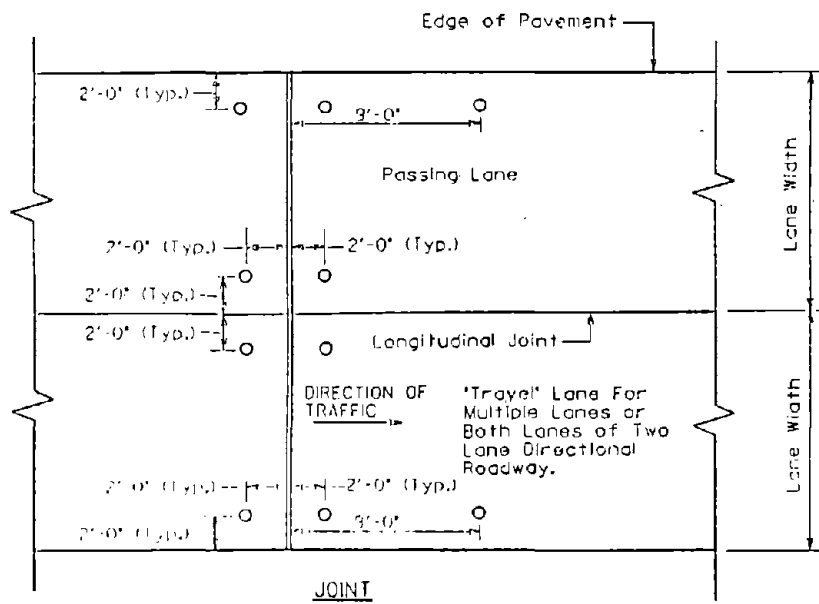 Edge of Pavement
2'-0" (Typ.)
9'-0"
Passing Lane
Lane Width
2'-0" (Typ.)
2'-0" (Typ.)
2'-0" (Typ.)
2'-0" (Typ.)
Longitudinal Joint
DIRECTION OF
TRAFFIC
"Travel" Lane For
Multiple Lanes or
Both Lanes of Two
Lane Directional
Roadway.
Lane Width
2'-0" (Typ.)
2'-0" (Typ.)
9'-0"
2'-0" (Typ.)
JOINT